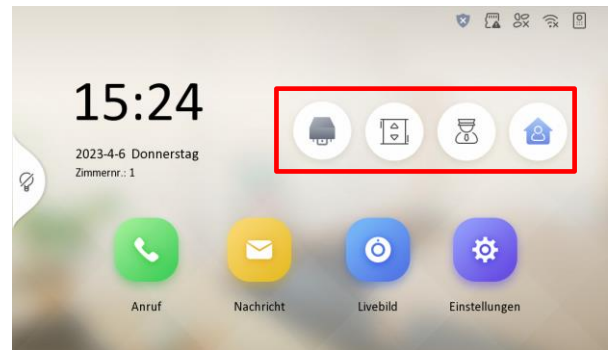 15:24
2023-4-6 Donnerstag
Zimmernr.: 1
Anruf
Nachricht
Livebild
Einstellungen